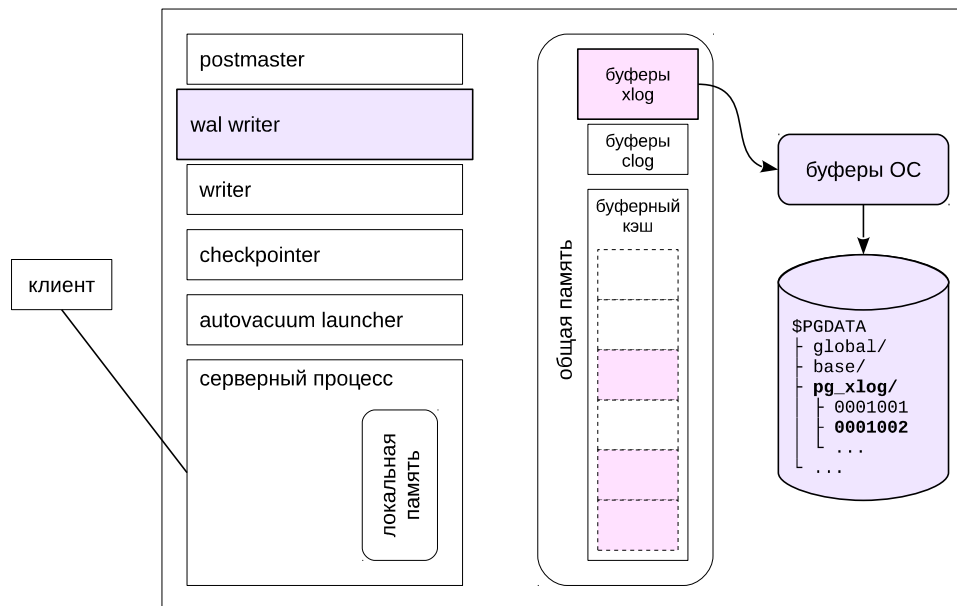 postmaster
wal writer
writer
checkpointer
autovacuum launcher
клиент
серверный процесс
локальная
память
общая память
буферы
xlog
буферы
clog
буферный
кэш
буферы ОС
$PGDATA
global/
base/
pg_xlog/
0001001
0001002
...
...